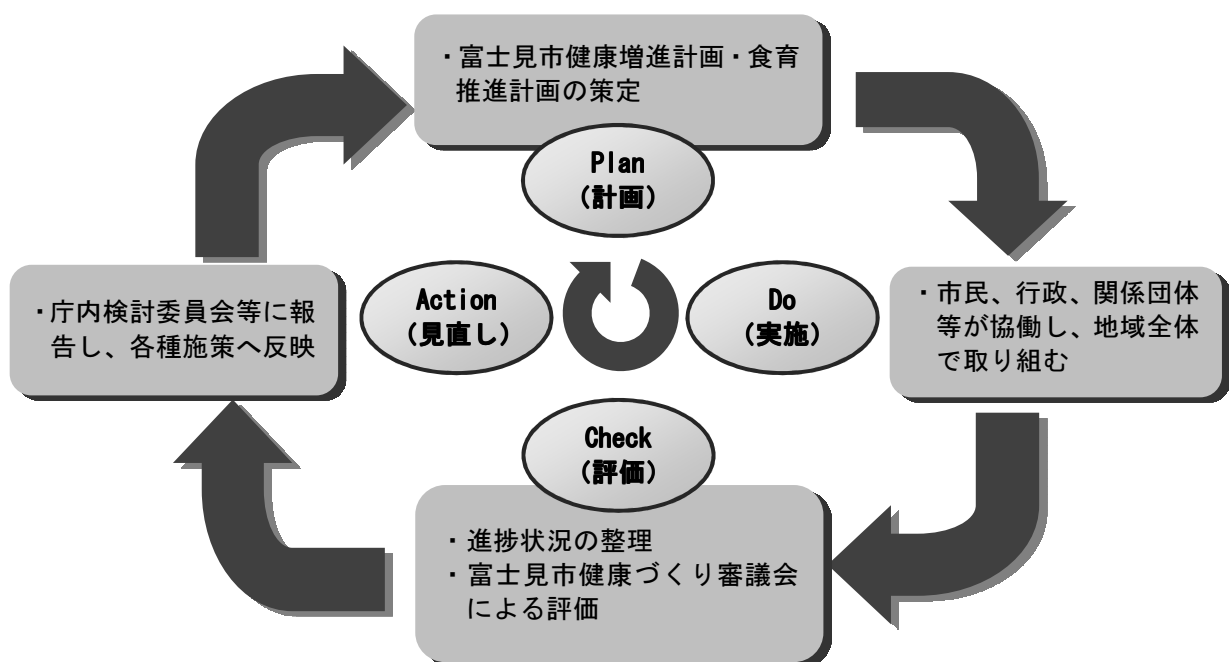 ・富士見市健康増進計画・食育
推進計画の策定
Plan
(計画)
・庁内検討委員会等に報
告し、各種施策へ反映
Action
(見直し)
Do
(実施)
・市民、行政、関係団体
等が協働し、地域全体
で取り組む
Check
(評価)
・進捗状況の整理
・富士見市健康づくり審議会
による評価